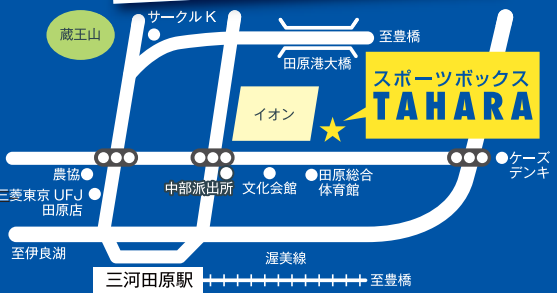 サークルK
蔵王山
至豊橋
田原港大橋
スポーツボックス
TAHARA
イオン
ケーズ
デンキ
農協
中部派出所
文化会館
田原総合
体育館
三菱東京UFJ
田原店
至伊良湖
渥美線
三河田原駅
至豊橋